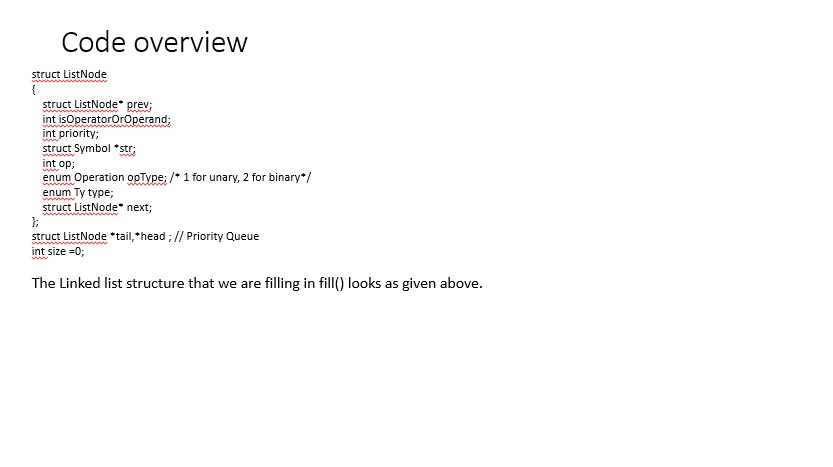 Code overview
struct ListNode
{
struct ListNode* prev;
int isOperatorOrOperand;
int priority;
struct Symbol *str;
int op;
enum Operation opType; /* 1 for unary, 2 for binary*/
enum Ty type;
struct ListNode* next;
};
struct ListNode *tail,*head ; // Priority Queue
int size =0;
The Linked list structure that we are filling in fill() looks as given above.